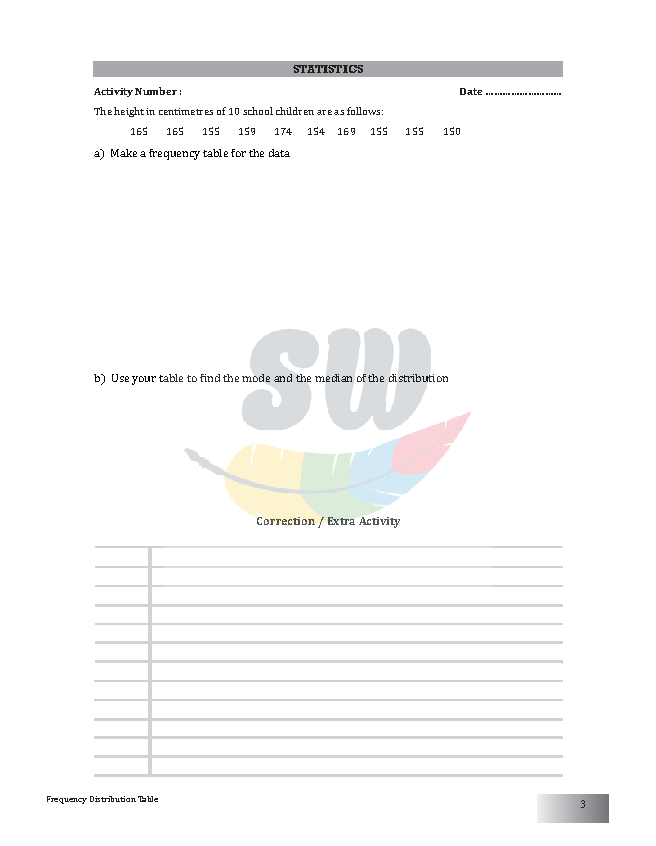 STATISTICS
Activity Number : Date ...........................
The height in centimetres of 10 school children are as follows:
165 165 155 159 174 154 169 155 155 150
a) Make a frequency table for the data
SW
b) Use your table to find the mode and the median of the distribution
Correction / Extra Activity
Frequency Distribution Table 3